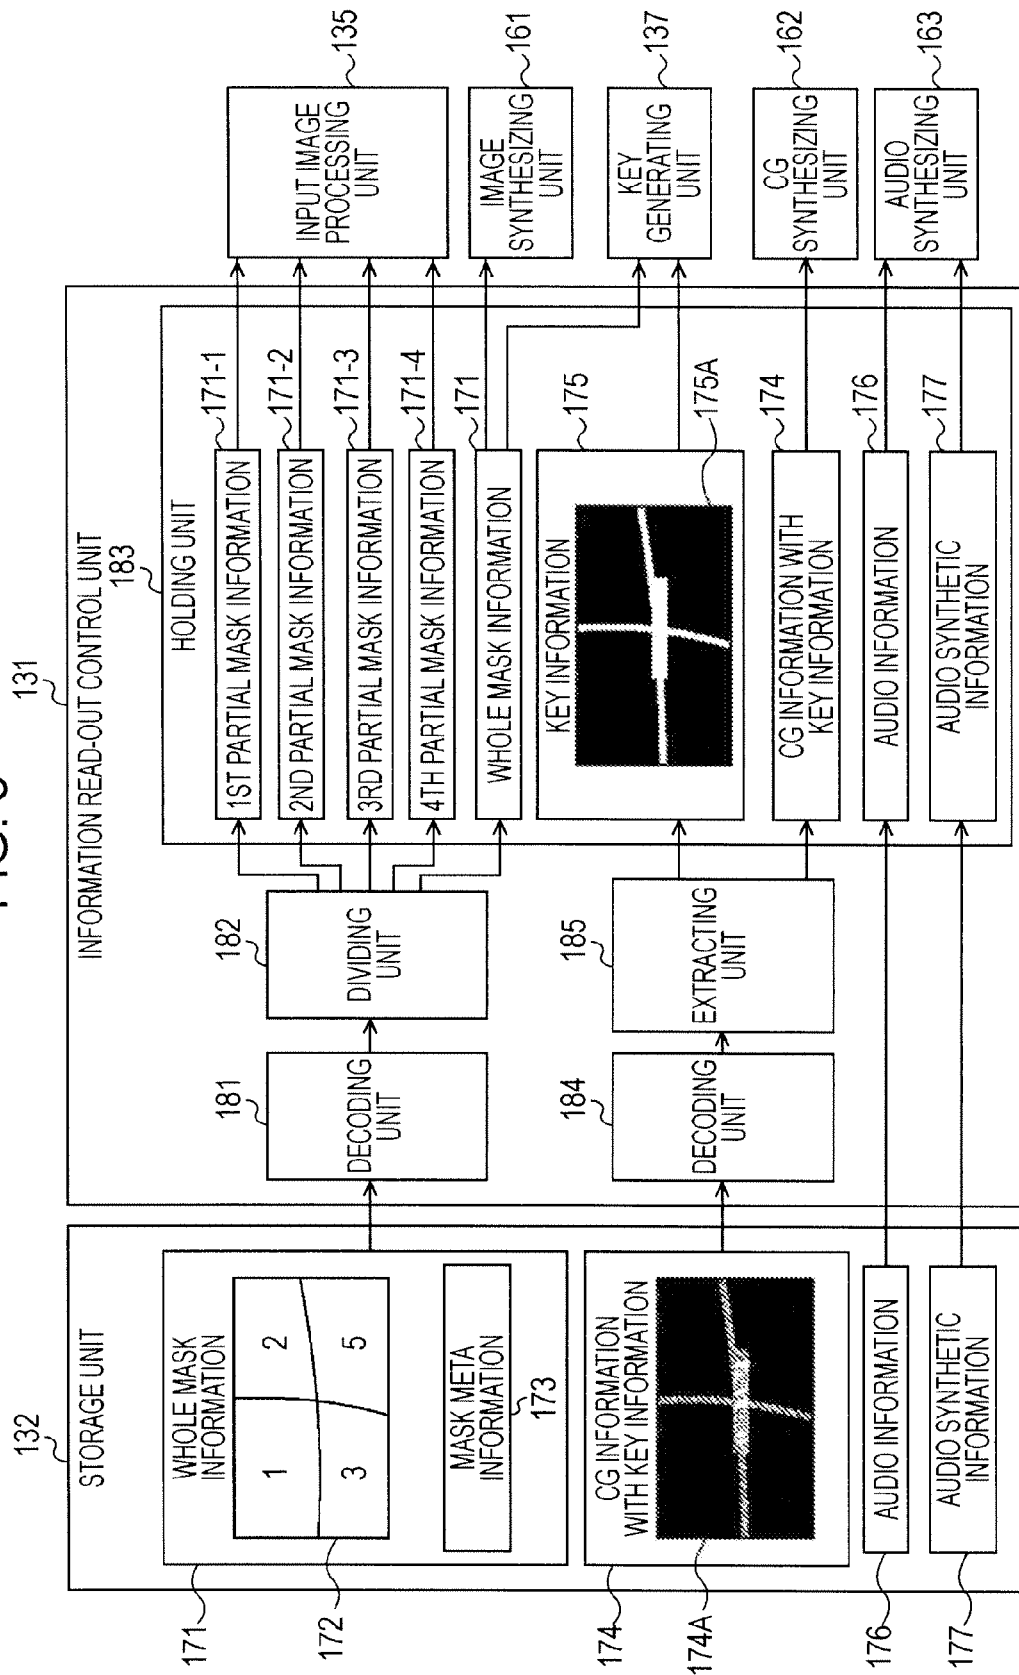 FIG.
132
STORAGE UNIT
171
WHOLE MASK
INFORMATION
1
2
3
5
172
MASK META
INFORMATION
173
174
CG INFORMATION
WITH KEY INFORMATION
174A
176
AUDIO INFORMATION
177
AUDIO SYNTHETIC
INFORMATION
131
INFORMATION READ-OUT CONTROL UNIT
181
DECODING
UNIT
182
DIVIDING
UNIT
184
DECODING
UNIT
185
EXTRACTING
UNIT
183
HOLDING UNIT
171-1
1ST PARTIAL MASK INFORMATION
171-2
2ND PARTIAL MASK INFORMATION
171-3
3RD PARTIAL MASK INFORMATION
171-4
4TH PARTIAL MASK INFORMATION
171
WHOLE MASK INFORMATION
175
KEY INFORMATION
175A
174
CG INFORMATION WITH
KEY INFORMATION
176
AUDIO INFORMATION
177
AUDIO SYNTHETIC
INFORMATION
135
INPUT IMAGE
PROCESSING
UNIT
161
IMAGE
SYNTHESIZING
UNIT
137
KEY
GENERATING
UNIT
162
CG
SYNTHESIZING
UNIT
163
AUDIO
SYNTHESIZING
UNIT